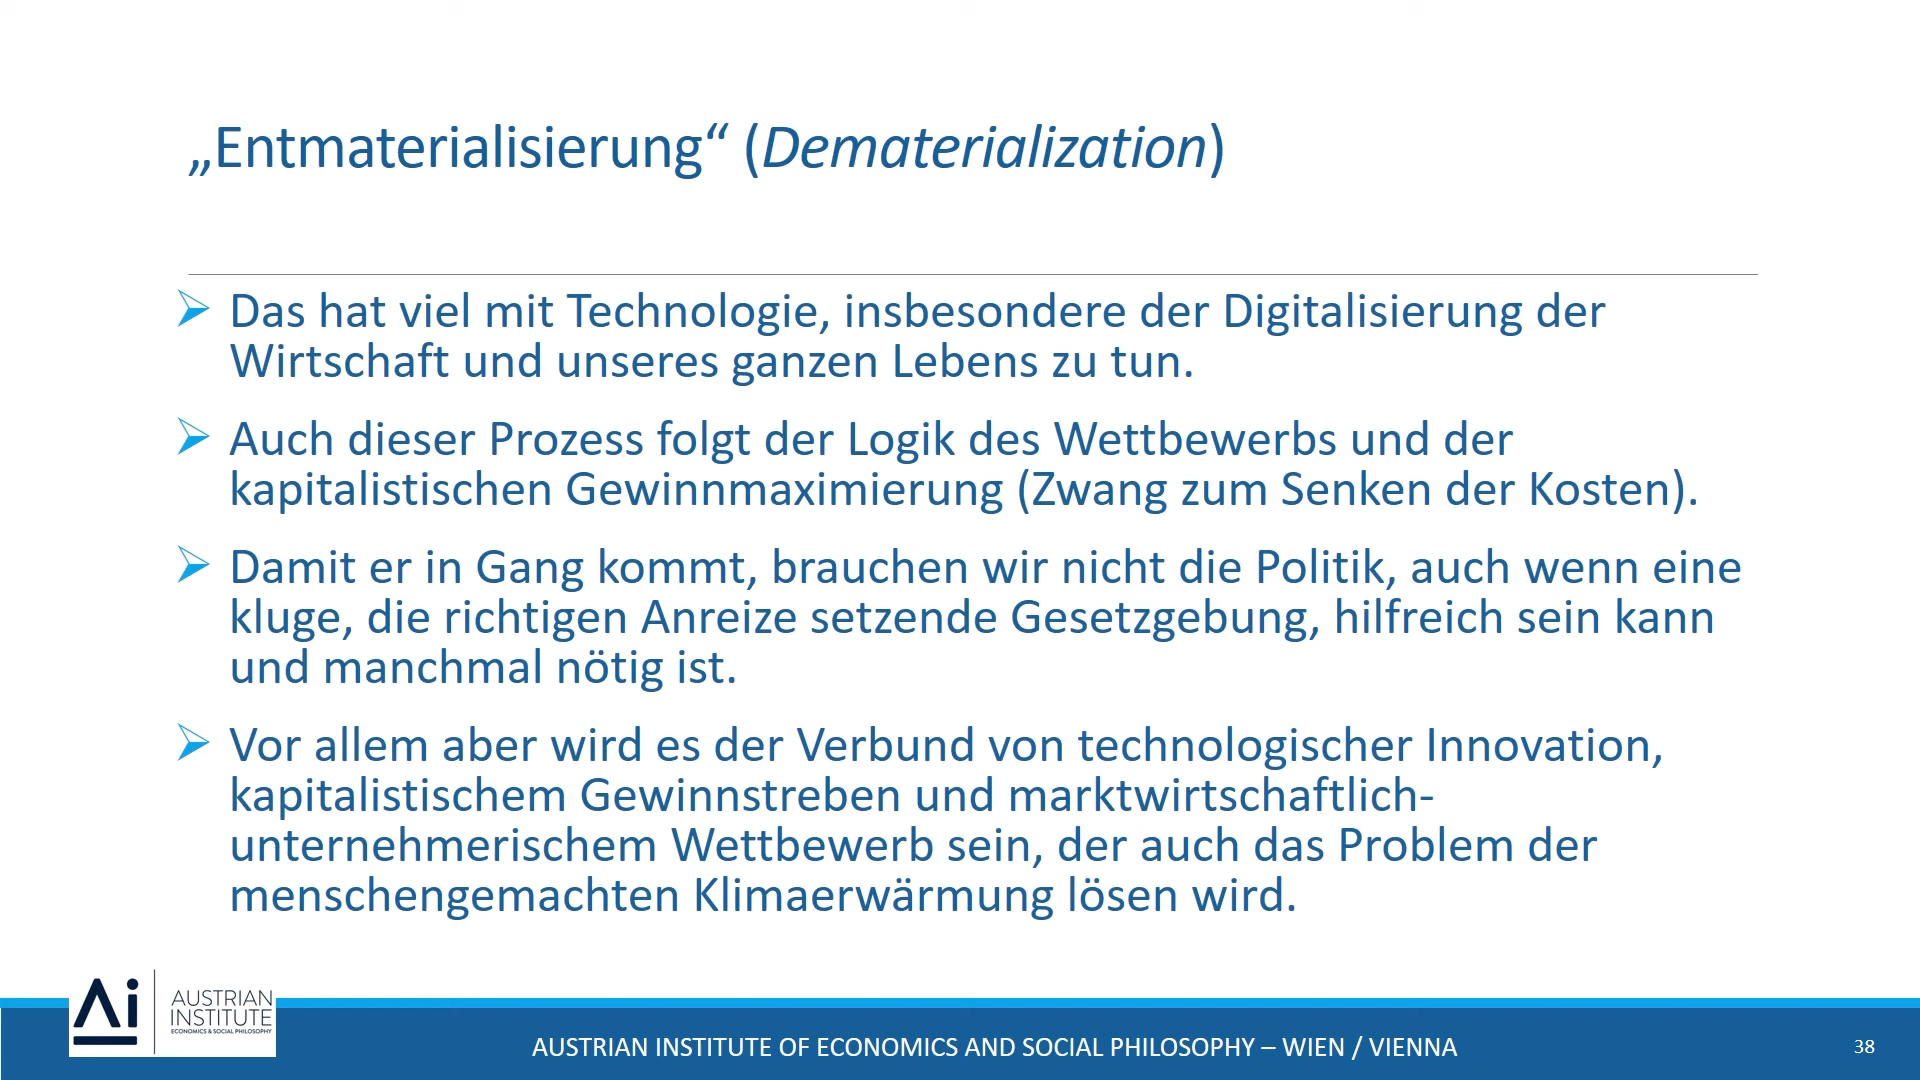 „Entmaterialisierung“ (Dematerialization)
Das hat viel mit Technologie, insbesondere der Digitalisierung der
Wirtschaft und unseres ganzen Lebens zu tun.
Auch dieser Prozess folgt der Logik des Wettbewerbs und der
kapitalistischen Gewinnmaximierung (Zwang zum Senken der Kosten).
Damit er in Gang kommt, brauchen wir nicht die Politik, auch wenn eine
kluge, die richtigen Anreize setzende Gesetzgebung, hilfreich sein kann
und manchmal nötig ist.
Vor allem aber wird es der Verbund von technologischer Innovation,
kapitalistischem Gewinnstreben und marktwirtschaftlich-
unternehmerischem Wettbewerb sein, der auch das Problem der
menschengemachten Klimaerwärmung lösen wird.
Ai
AUSTRIAN
INSTITUTE
ECONOMICS & SOCIAL PHILOSOPHY
AUSTRIAN INSTITUTE OF ECONOMICS AND SOCIAL PHILOSOPHY – WIEN / VIENNA
38